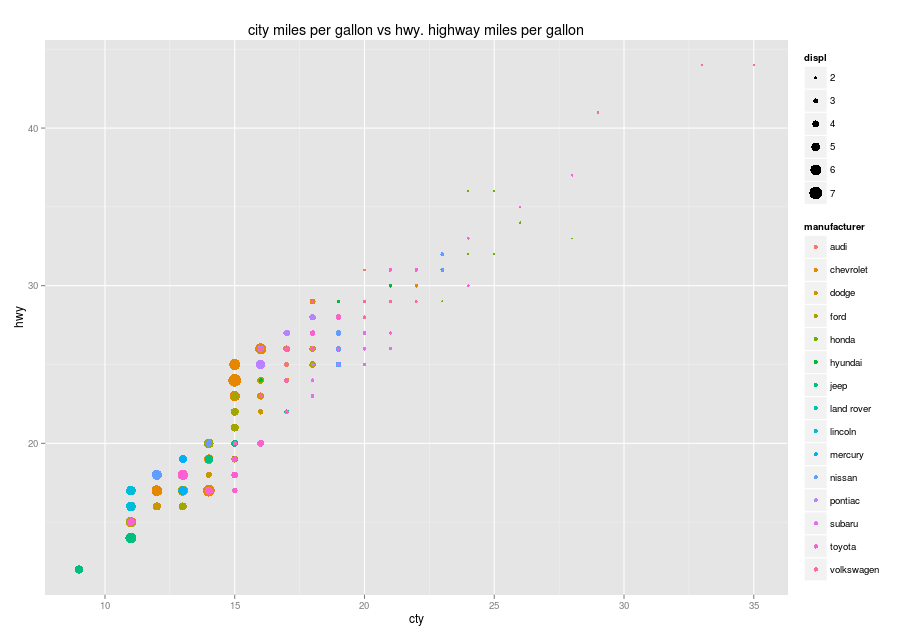 city miles per gallon vs hwy. highway miles per gallon
hwy
40
30
20
10
15
20
25
30
35
cty
displ
2
3
4
5
6
7
manufacturer
audi
chevrolet
dodge
ford
honda
hyundai
jeep
land rover
lincoln
mercury
nissan
pontiac
subaru
toyota
volkswagen